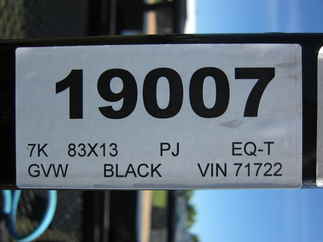 19007
7K 83X13 PJ EQ-T
GVW BLACK VIN 71722